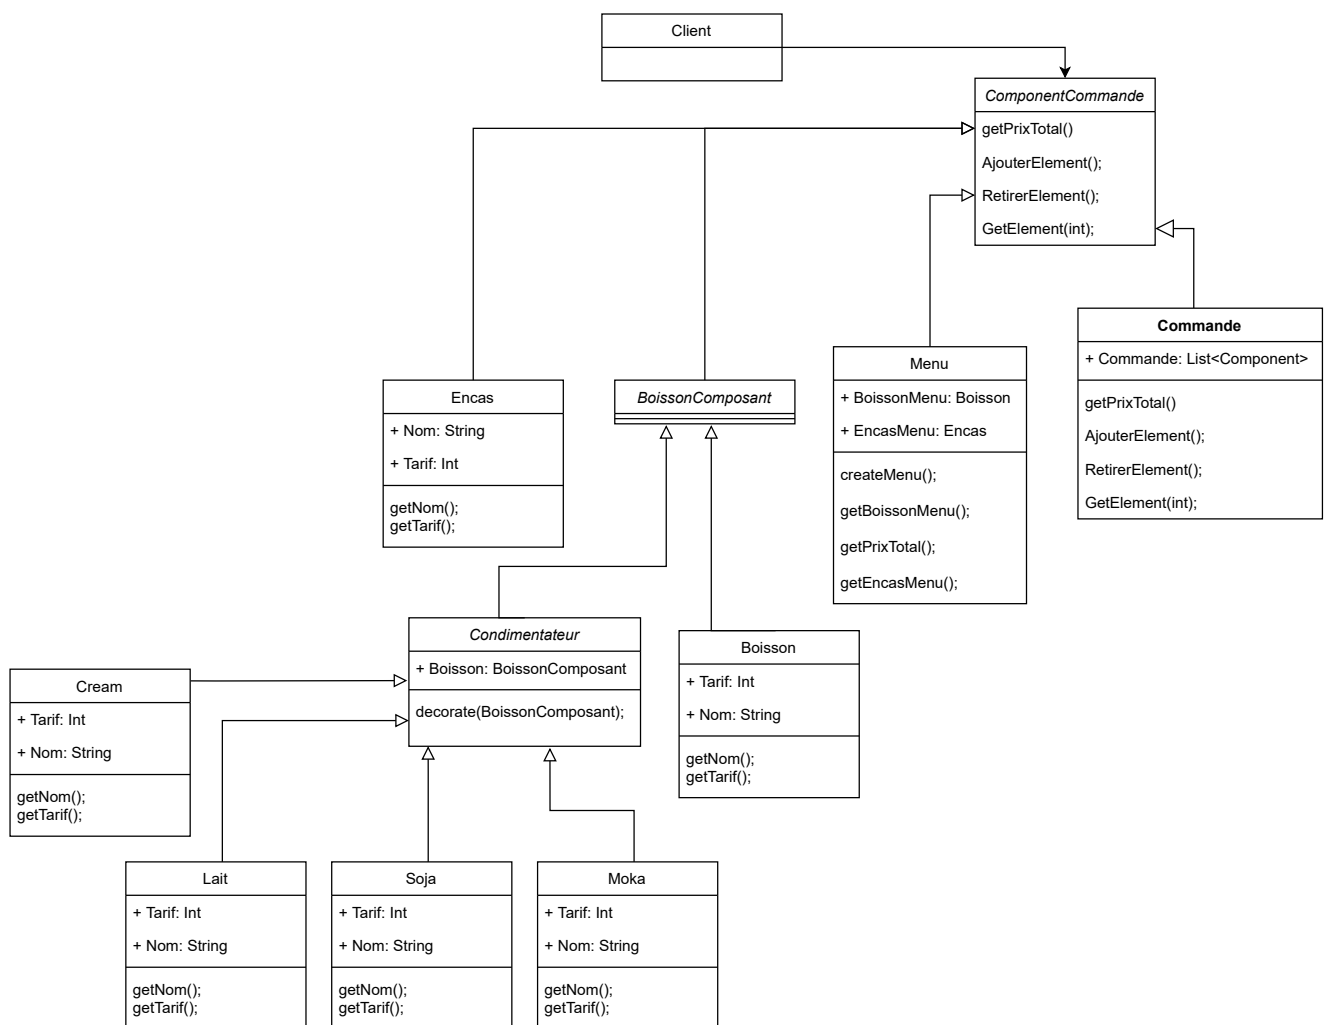 Client
ComponentCommande
getPrixTotal()
AjouterElement();
RetirerElement();
GetElement(int);
Commande
+ Commande: List<Component>
getPrixTotal()
AjouterElement();
RetirerElement();
GetElement(int);
Menu
+ BoissonMenu: Boisson
+ EncasMenu: Encas
createMenu();
getBoissonMenu();
getPrixTotal();
getEncasMenu();
Encas
+ Nom: String
+ Tarif: Int
getNom();
getTarif();
BoissonComposant
Condimentateur
+ Boisson: BoissonComposant
decorate(BoissonComposant);
Boisson
+ Tarif: Int
+ Nom: String
getNom();
getTarif();
Cream
+ Tarif: Int
+ Nom: String
getNom();
getTarif();
Lait
+ Tarif: Int
+ Nom: String
getNom();
getTarif();
Soja
+ Tarif: Int
+ Nom: String
getNom();
getTarif();
Moka
+ Tarif: Int
+ Nom: String
getNom();
getTarif();